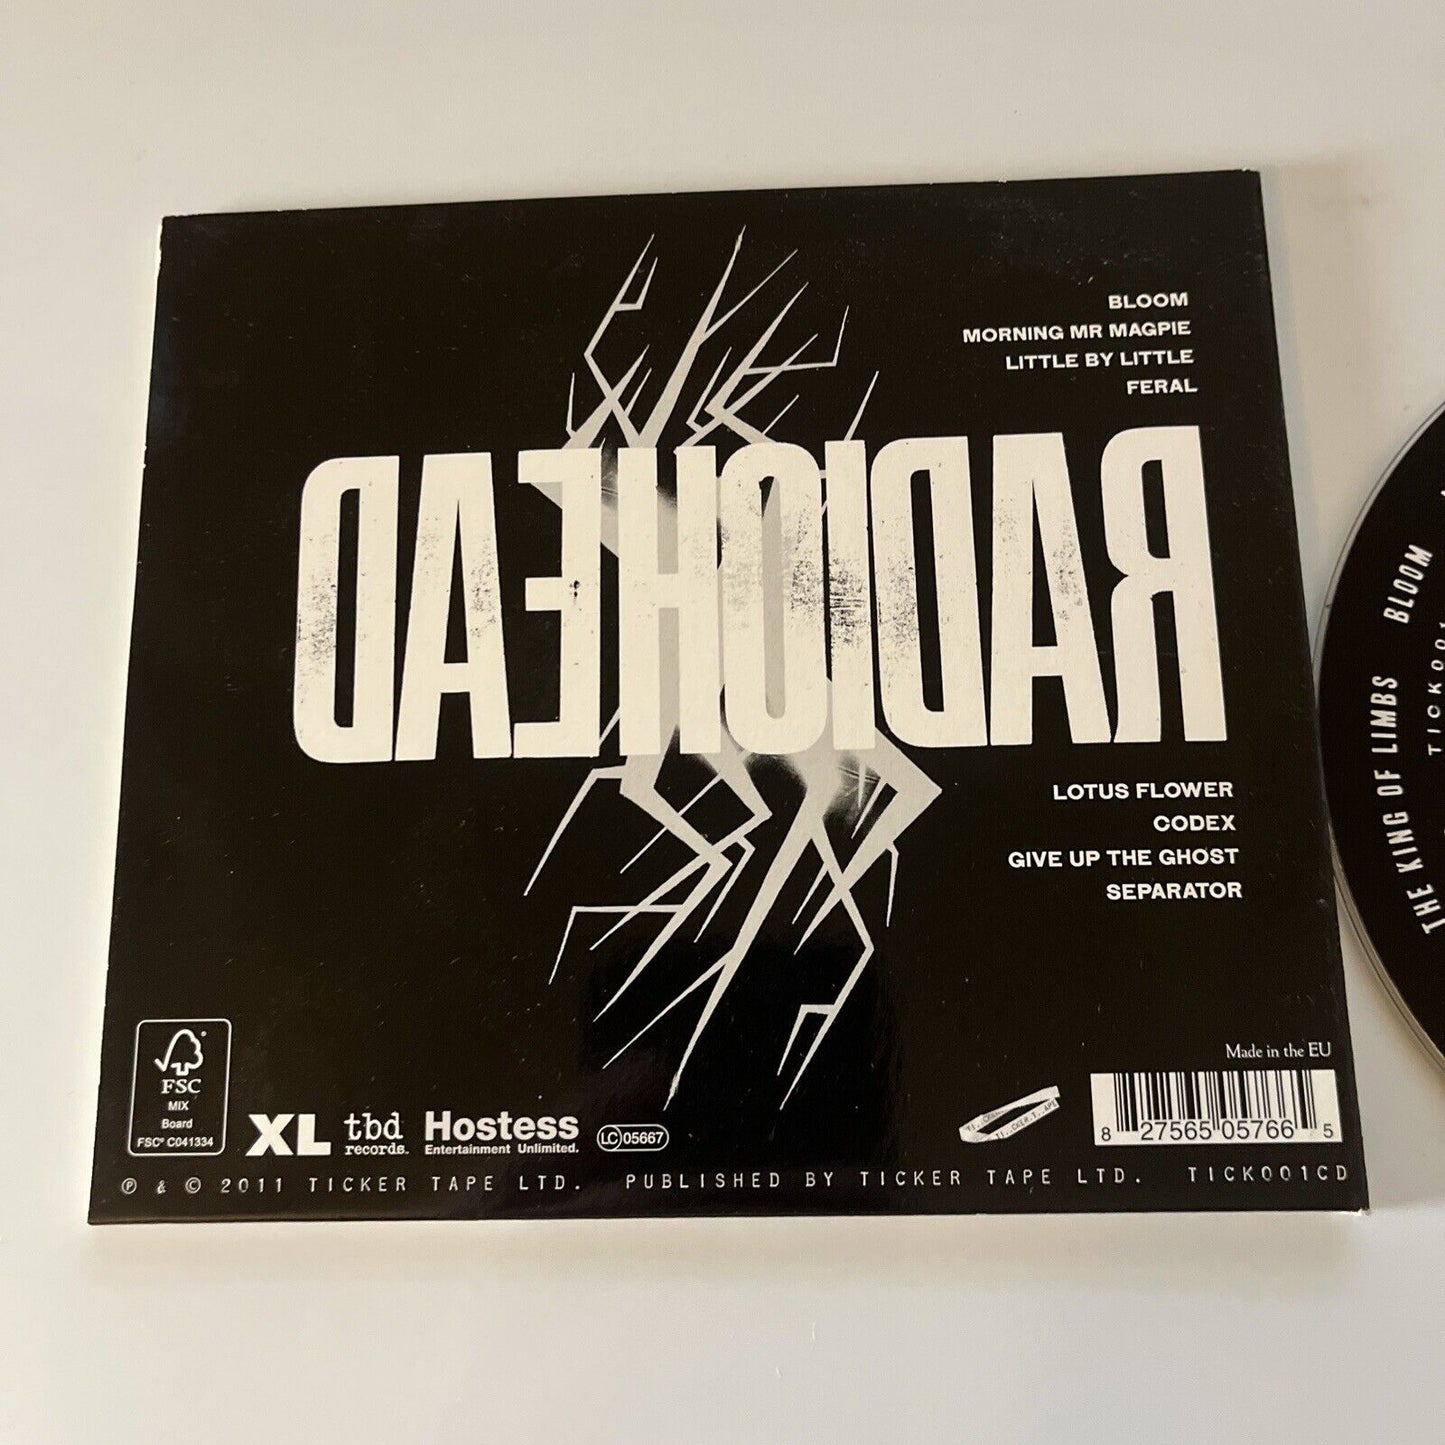 BLOOM
MORNING MR MAGPIE
LITTLE BY LITTLE
FERAL
RADIOHEAD
LOTUS FLOWER
CODEX
GIVE UP THE GHOST
SEPARATOR
Made in the EU
FSC
MIX
Board
FSC® C041334
XL
tbd
records.
Hostess
Entertainment Unlimited.
LC 05667
8 27565 05766 5
℗ & © 2011 TICKER TAPE LTD. PUBLISHED BY TICKER TAPE LTD. TICK001CD
THE KING OF LIMBS BLOOM
TICK001